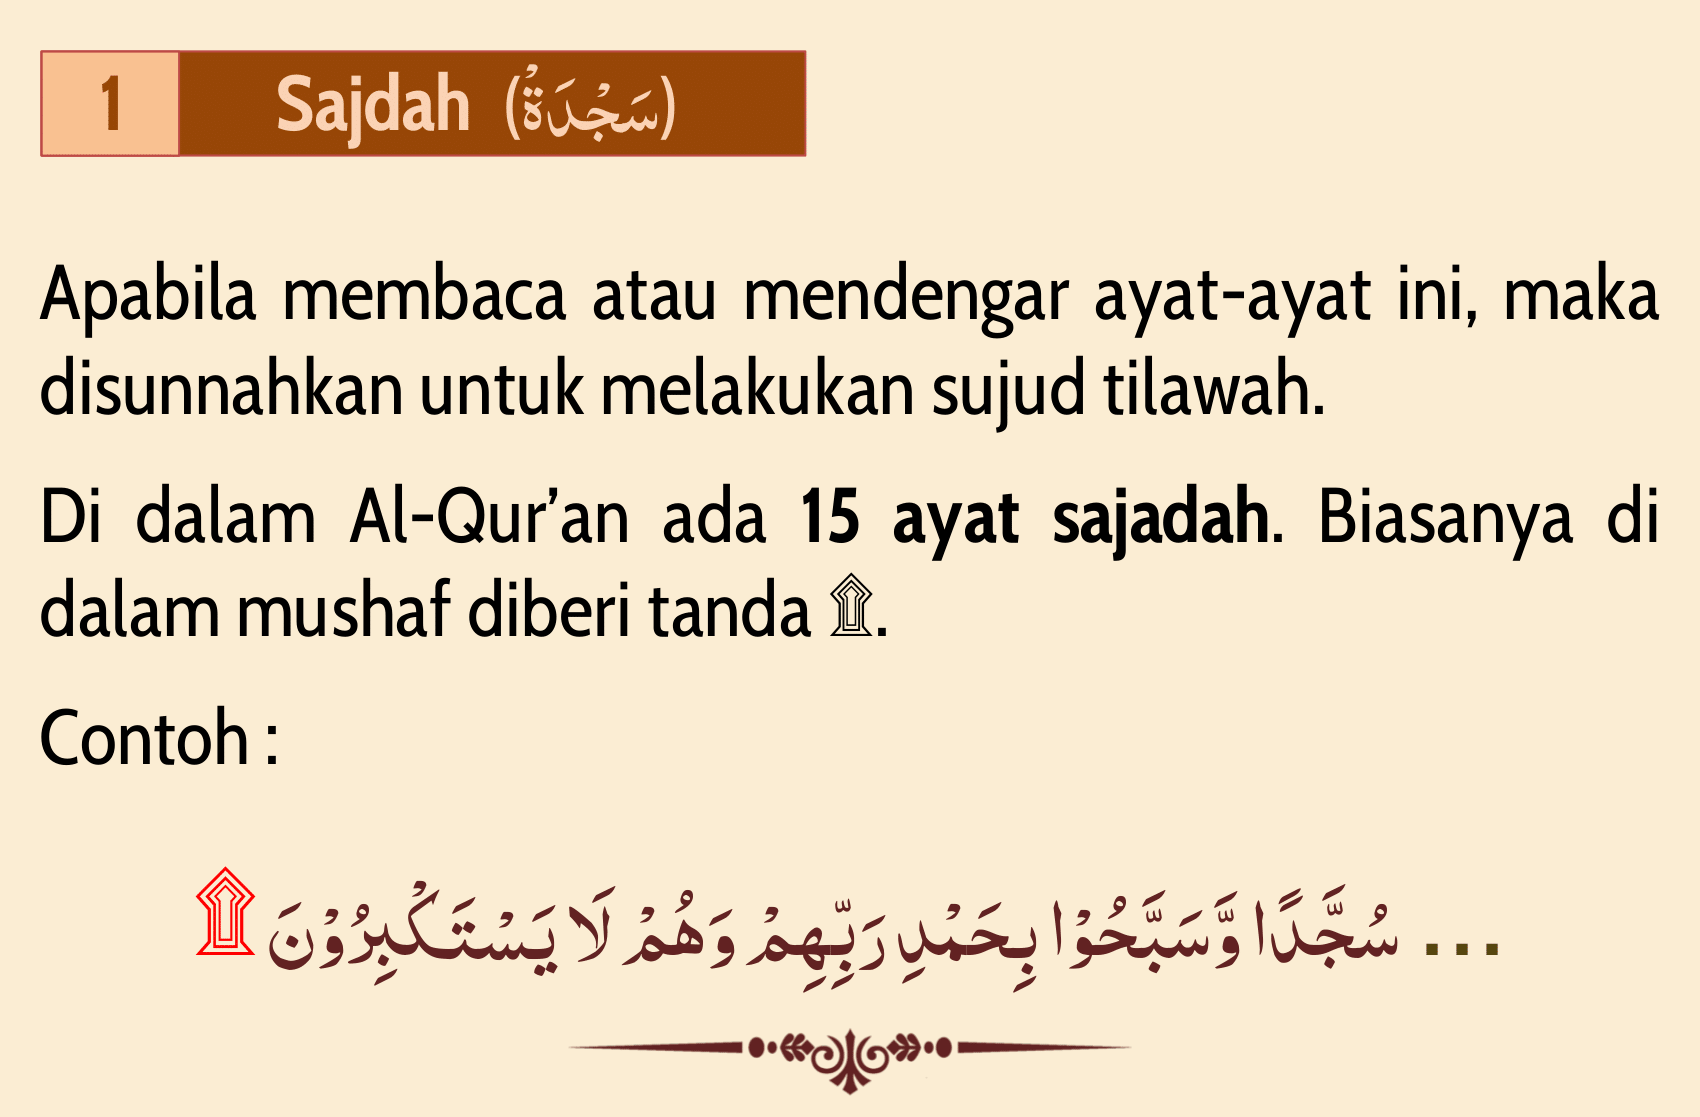 1 Sajdah (سَجْدَةٌ)
Apabila membaca atau mendengar ayat-ayat ini, maka
disunnahkan untuk melakukan sujud tilawah.
Di dalam Al-Qur’an ada 15 ayat sajadah. Biasanya di
dalam mushaf diberi tanda ۩.
Contoh :
... سُجَّدًا وَّسَبَّحُوْا بِحَمْدِ رَبِّهِمْ وَهُمْ لَا يَسْتَكْبِرُوْنَ ۩